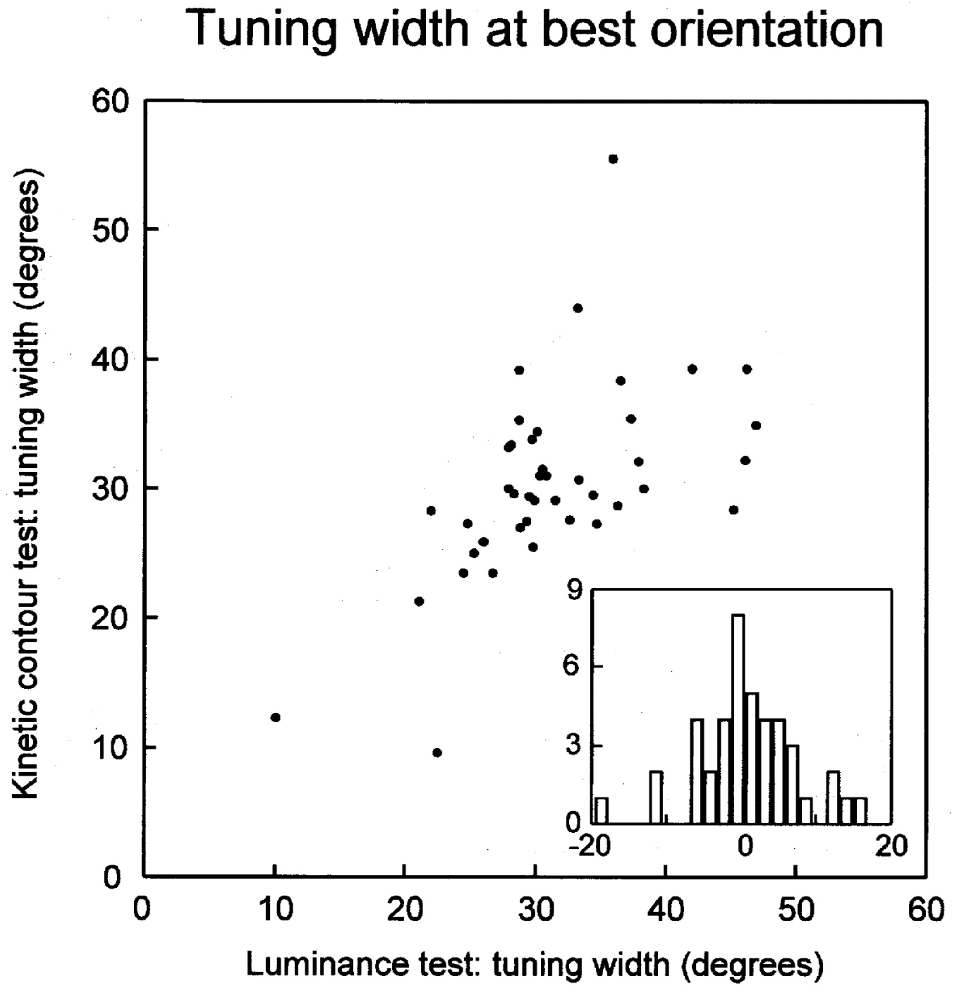 Tuning width at best orientation
Kinetic contour test: tuning width (degrees)
60
50
40
30
20
10
0
9
6
3
0
-20 0 20
0 10 20 30 40 50 60
Luminance test: tuning width (degrees)